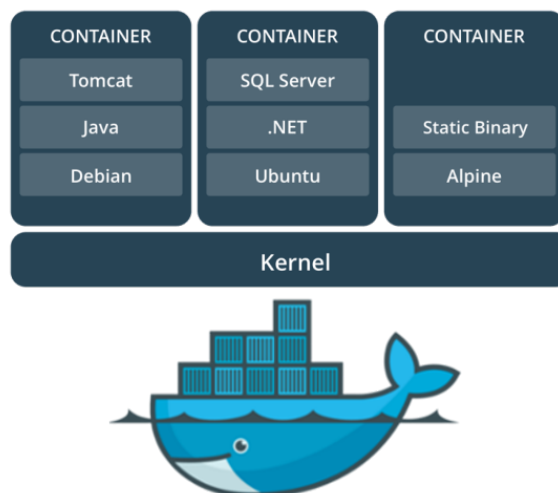 CONTAINER
Tomcat
Java
Debian
CONTAINER
SQL Server
.NET
Ubuntu
CONTAINER
Static Binary
Alpine
Kernel